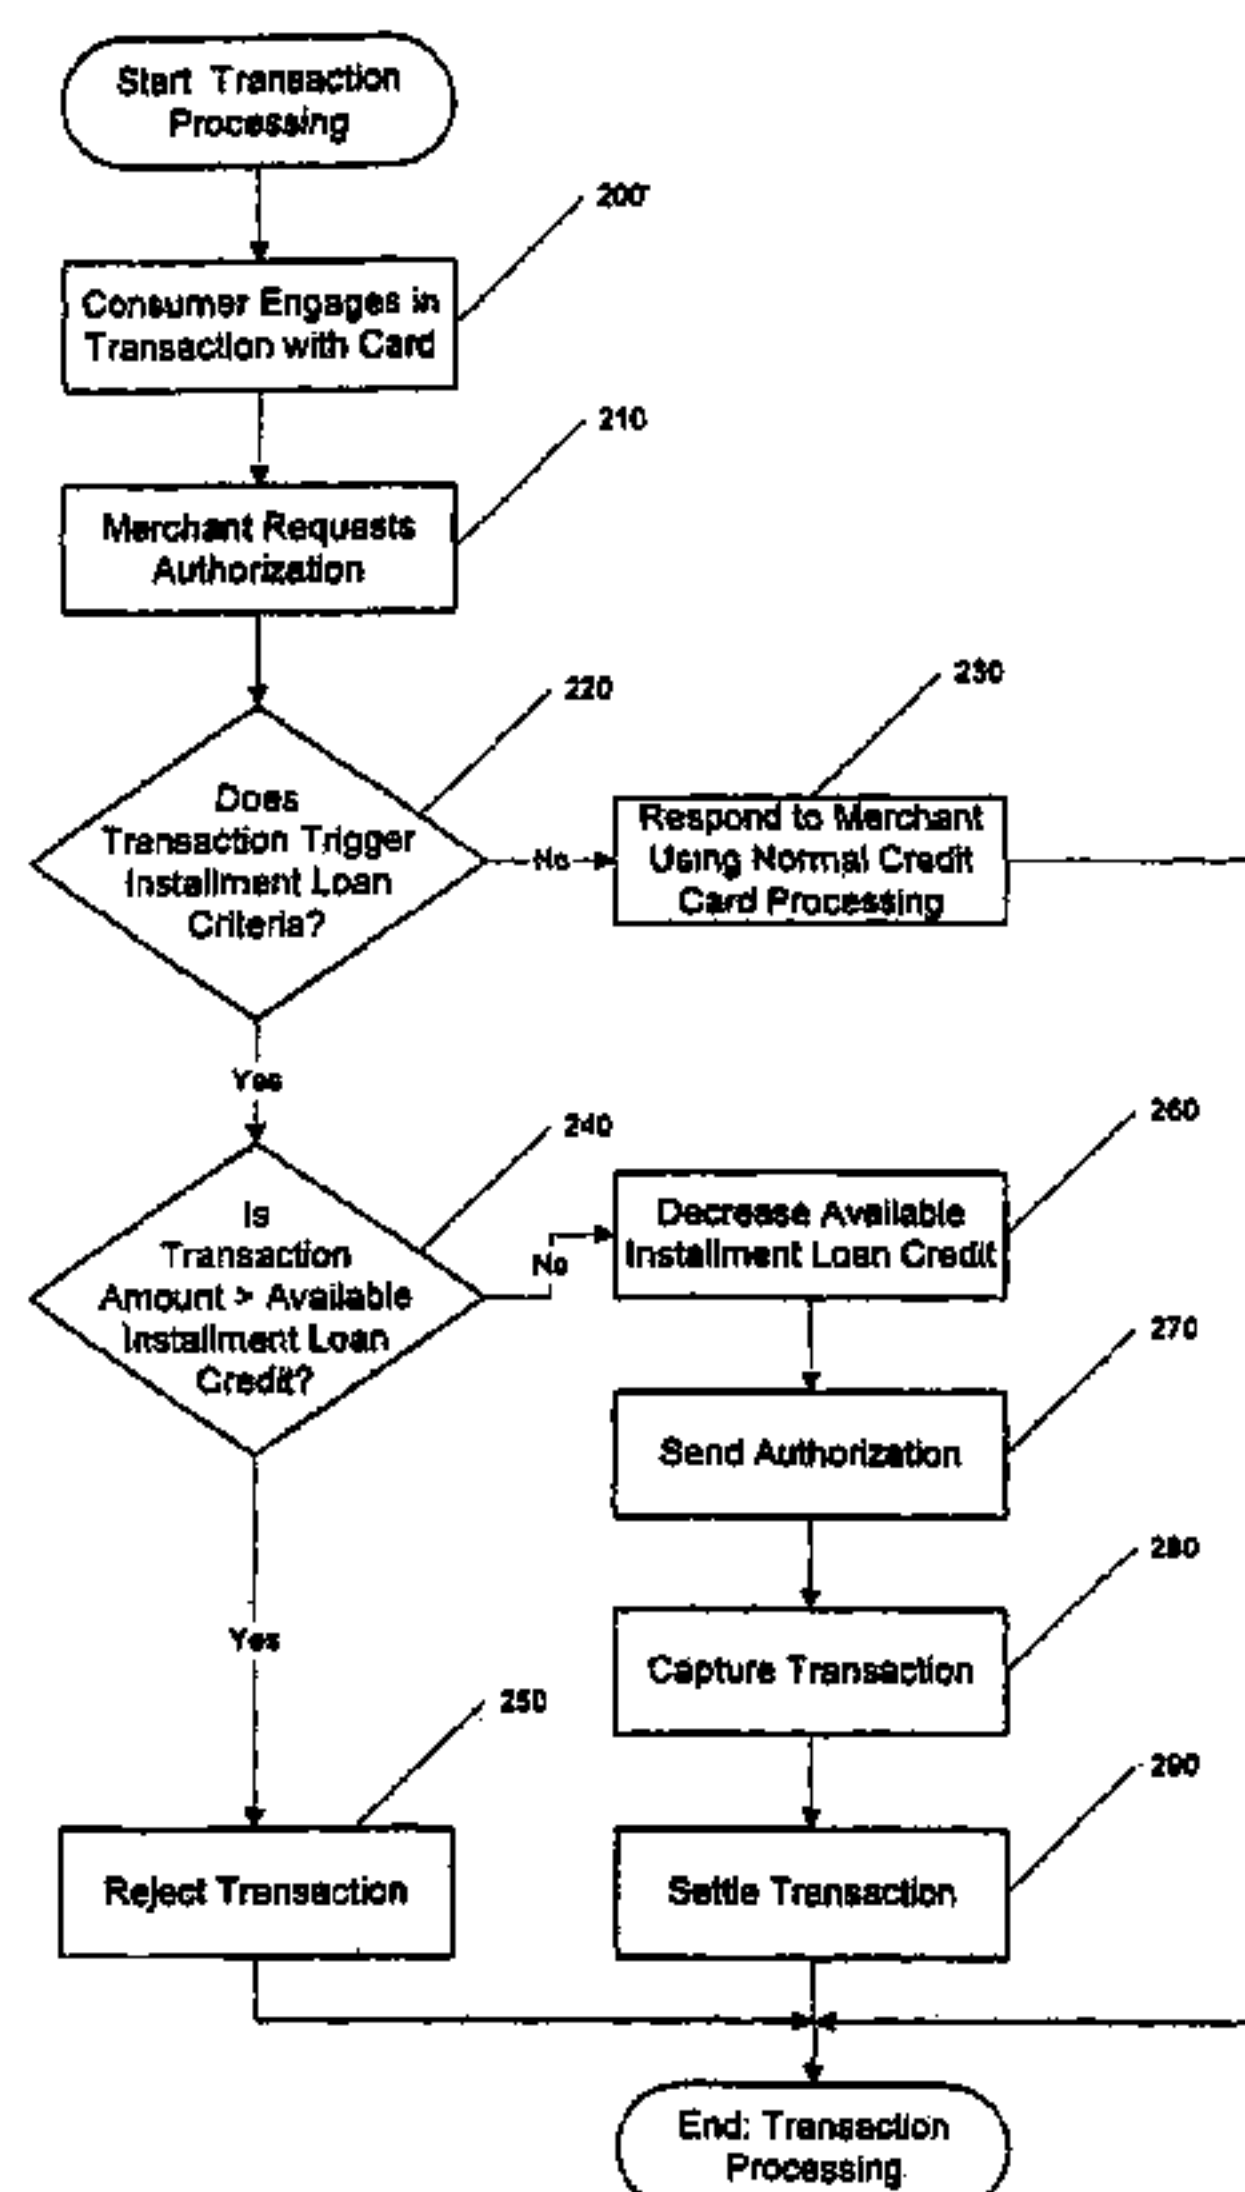 Start Transaction
Processing
200
Consumer Engages in
Transaction with Card
210
Merchant Requests
Authorization
220
230
Does
Transaction Trigger
Installment Loan
Criteria?
No
Respond to Merchant
Using Normal Credit
Card Processing
Yes
240
260
Is
Transaction
Amount > Available
Installment Loan
Credit?
No
Decrease Available
Installment Loan Credit
270
Send Authorization
280
Yes
Capture Transaction
250
290
Reject Transaction
Settle Transaction
End: Transaction
Processing